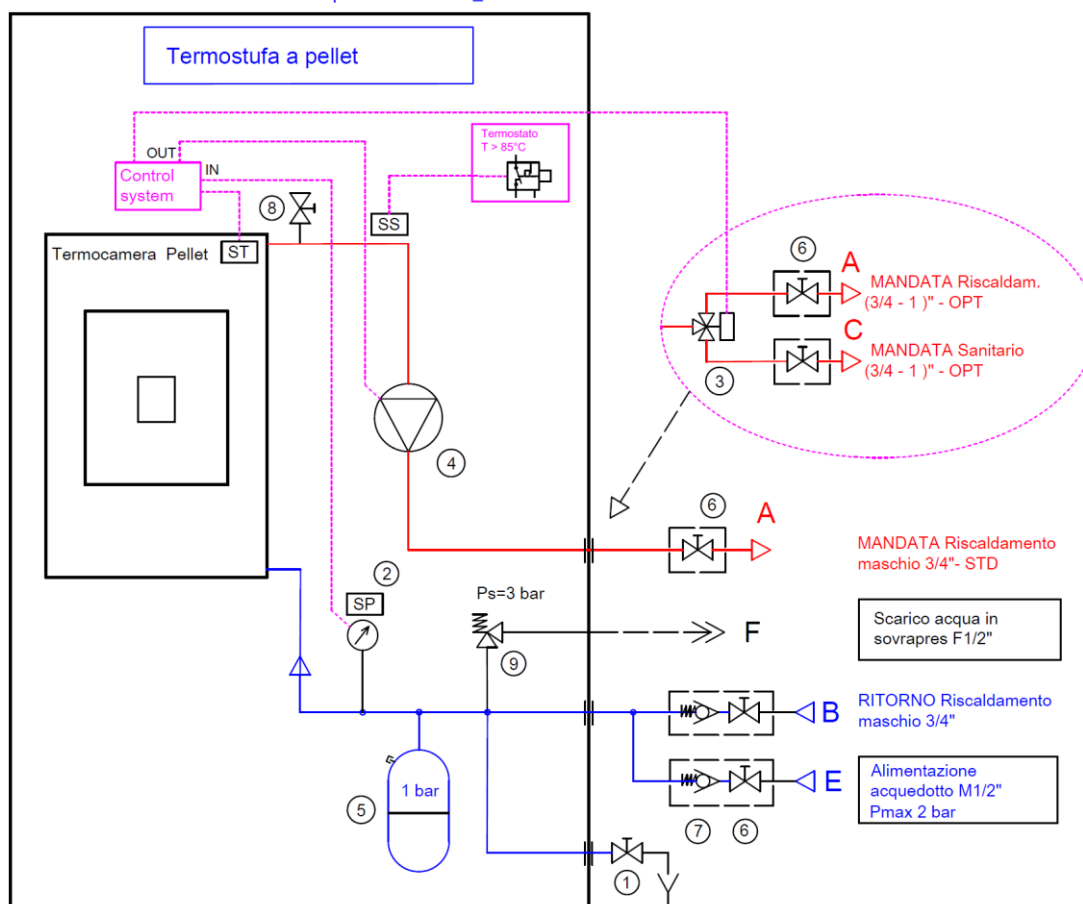 Termostufa a pellet
Termostato
T > 85°C
OUT
IN
Control
system
8
SS
Termocamera Pellet
ST
6
A
MANDATA Riscaldam.
(3/4 - 1 )" - OPT
C
MANDATA Sanitario
(3/4 - 1 )" - OPT
3
4
6
A
MANDATA Riscaldamento
maschio 3/4"- STD
2
SP
Ps=3 bar
F
Scarico acqua in
sovrapres F1/2"
9
B
RITORNO Riscaldamento
maschio 3/4"
1 bar
5
E
Alimentazione
acquedotto M1/2"
Pmax 2 bar
7
6
1